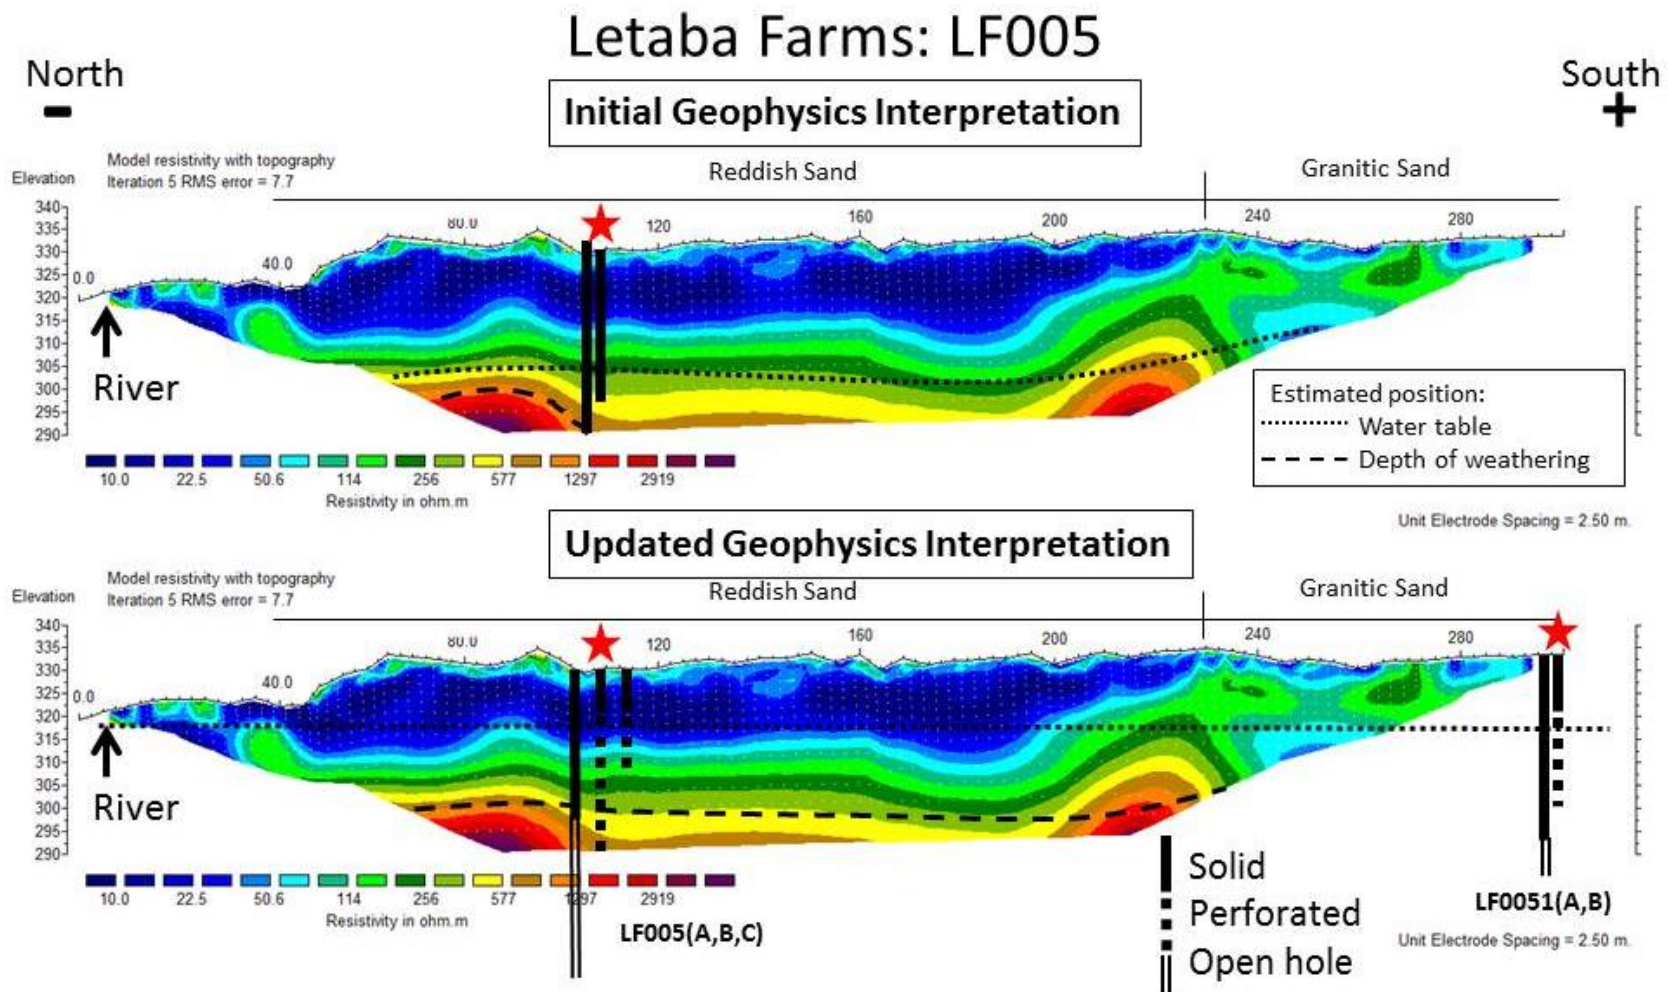 Letaba Farms: LF005
North
-
South
+
Initial Geophysics Interpretation
Model resistivity with topography
Iteration 5 RMS error = 7.7
Elevation
Reddish Sand
Granitic Sand
340
335
330
325
320
315
310
305
300
295
290
0.0
40.0
80.0
120
160
200
240
280
River
Estimated position:
Water table
Depth of weathering
10.0 22.5 50.6 114 256 577 1297 2919
Resistivity in ohm.m
Unit Electrode Spacing = 2.50 m.
Updated Geophysics Interpretation
Model resistivity with topography
Iteration 5 RMS error = 7.7
Elevation
Reddish Sand
Granitic Sand
340
335
330
325
320
315
310
305
300
295
290
0.0
40.0
80.0
120
160
200
240
280
River
10.0 22.5 50.6 114 256 577 1297 2919
Resistivity in ohm.m
LF005(A,B,C)
Solid
Perforated
Open hole
LF0051(A,B)
Unit Electrode Spacing = 2.50 m.